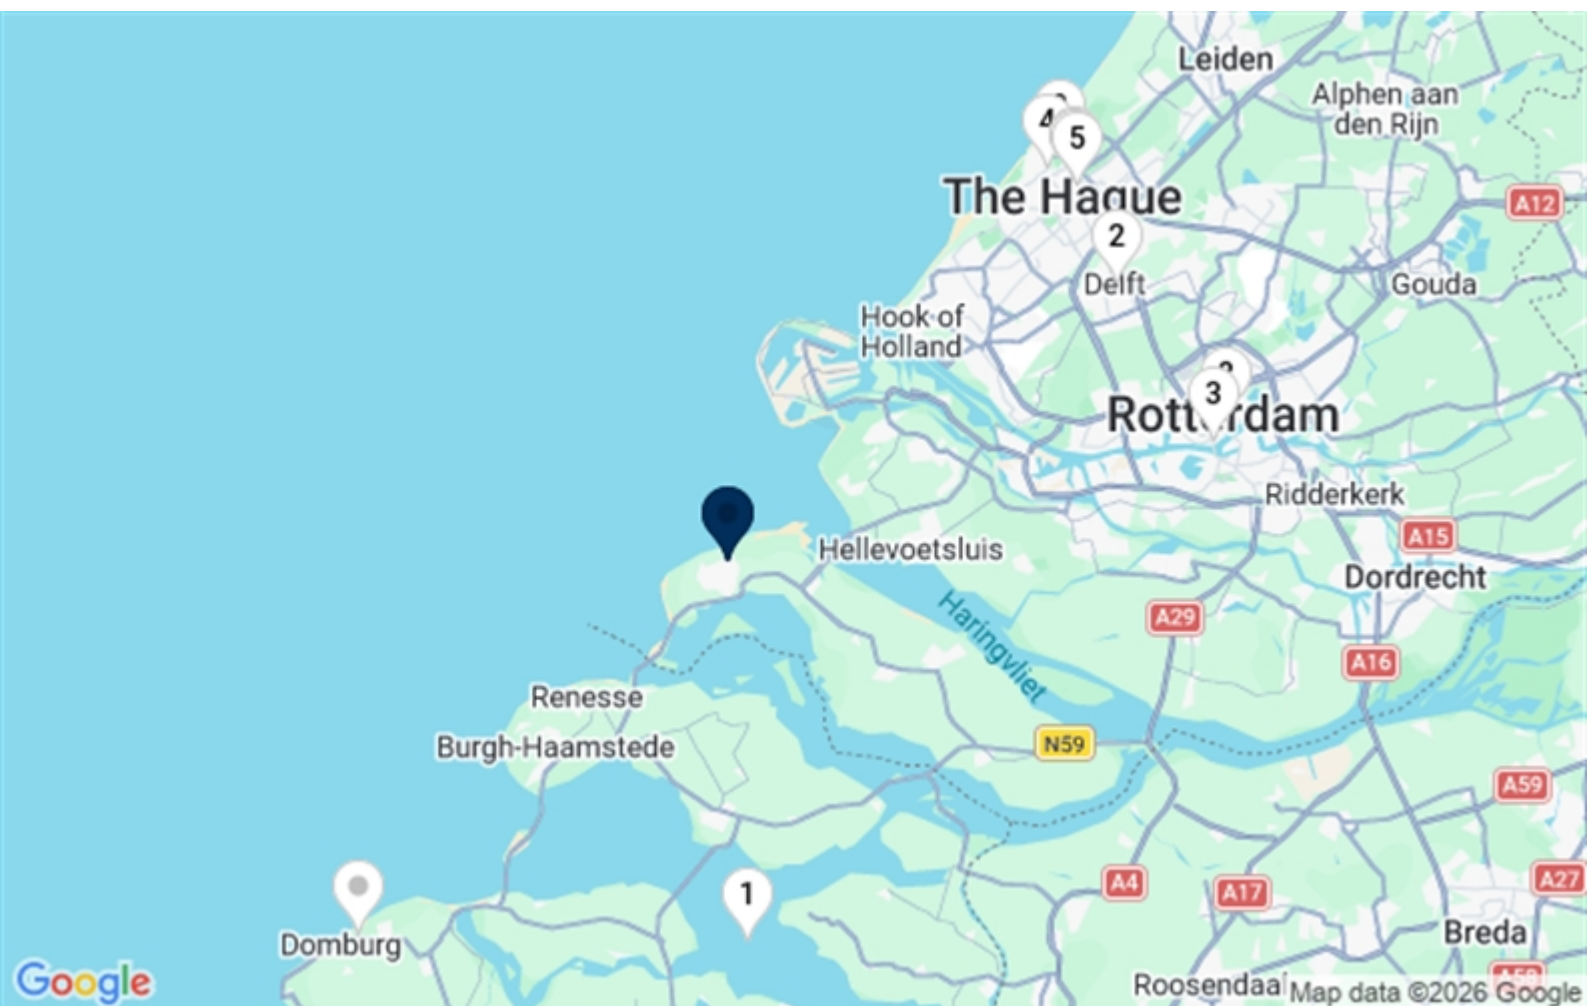 Leiden
Alphen aan
den Rijn
4
5
The Hague
A12
2
Delft
Gouda
Hook of
Holland
3
Rotterdam
Ridderkerk
Hellevoetsluis
A15
Dordrecht
Haringvliet
A29
A16
Renesse
Burgh-Haamstede
N59
A59
1
A4
A17
A27
Domburg
Breda
Google
Roosendaal
Map data ©2026 Google